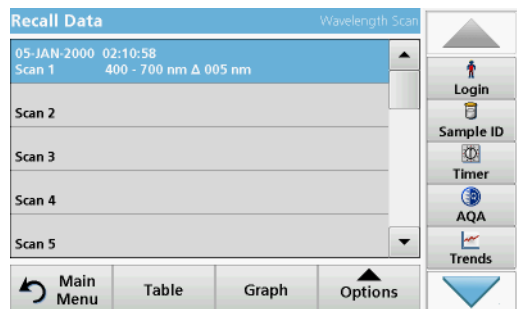 Recall Data
Wavelength Scan
05-JAN-2000 02:10:58
Scan 1 400 - 700 nm Δ 005 nm
Scan 2
Scan 3
Scan 4
Scan 5
Main Menu
Table
Graph
Options
Login
Sample ID
Timer
AQA
Trends